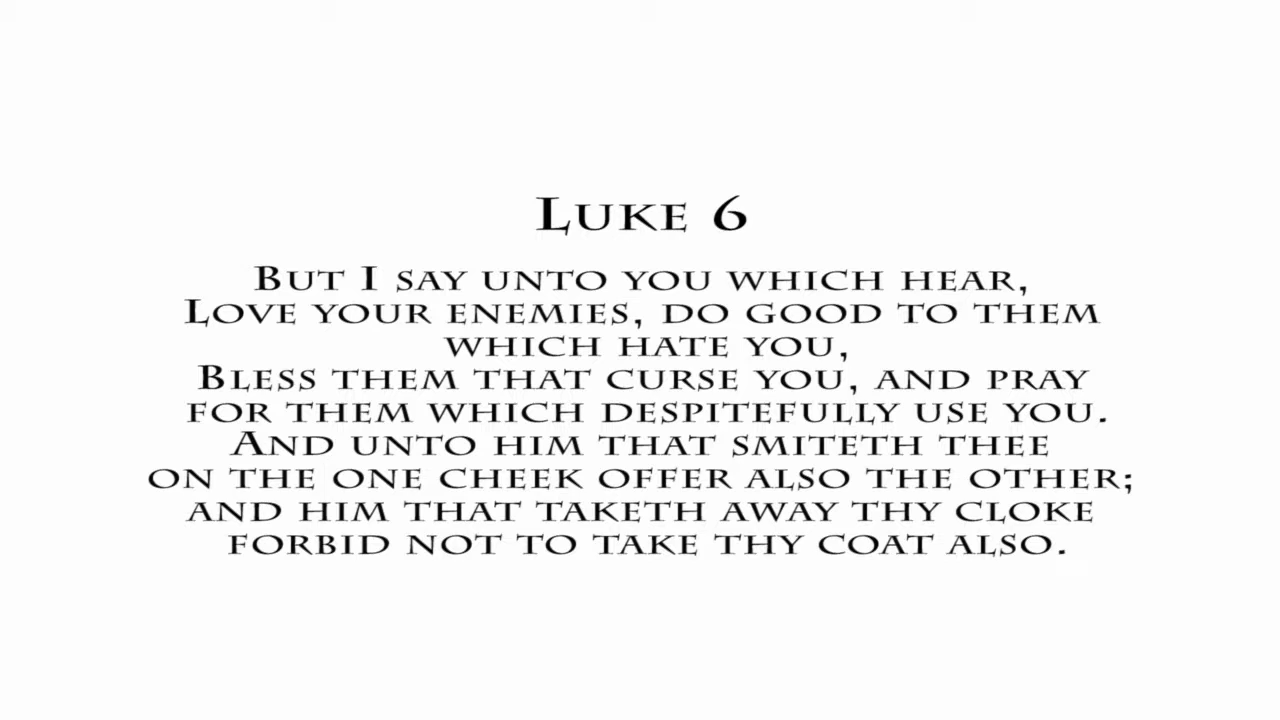 Luke 6
But I say unto you which hear,
Love your enemies, do good to them
which hate you,
Bless them that curse you, and pray
for them which despitefully use you.
And unto him that smiteth thee
on the one cheek offer also the other;
and him that taketh away thy cloke
forbid not to take thy coat also.